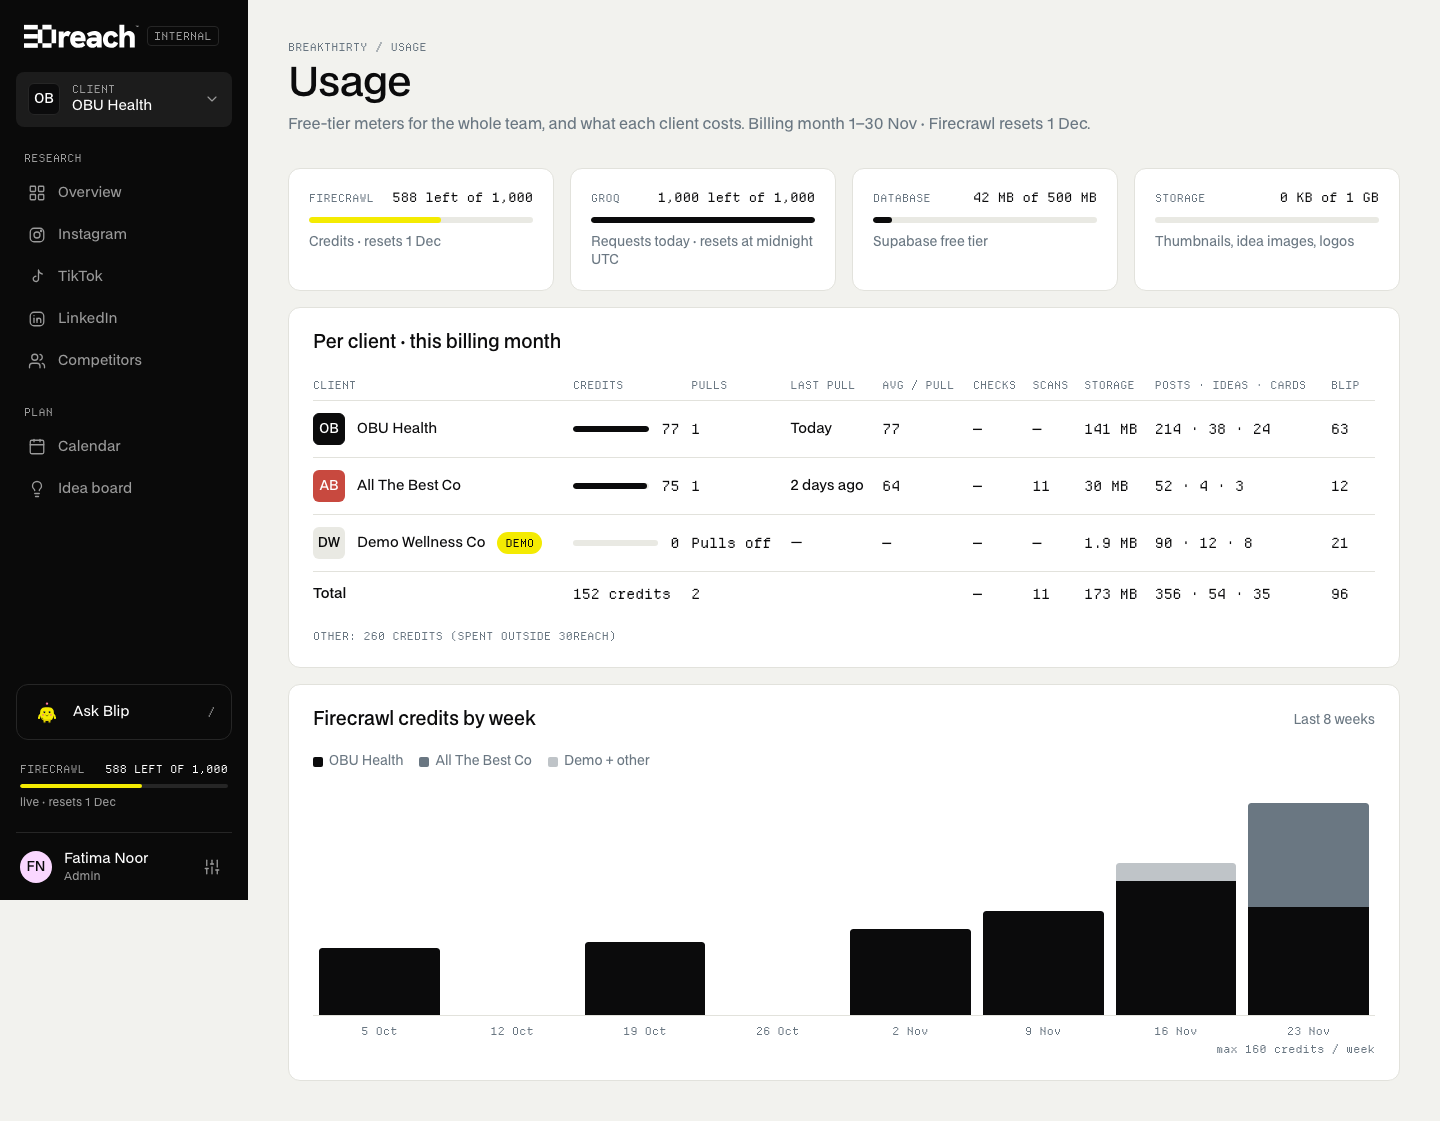 30reach INTERNAL
OB CLIENT
OBU Health
RESEARCH
Overview
Instagram
TikTok
LinkedIn
Competitors
PLAN
Calendar
Idea board
Ask Blip /
FIRECRAWL 588 LEFT OF 1,000
live · resets 1 Dec
FN Fatima Noor
Admin
BREAKTHIRTY / USAGE
Usage
Free-tier meters for the whole team, and what each client costs. Billing month 1–30 Nov · Firecrawl resets 1 Dec.
FIRECRAWL 588 left of 1,000
Credits · resets 1 Dec
GROQ 1,000 left of 1,000
Requests today · resets at midnight
UTC
DATABASE 42 MB of 500 MB
Supabase free tier
STORAGE 0 KB of 1 GB
Thumbnails, idea images, logos
Per client · this billing month
CLIENT CREDITS PULLS LAST PULL AVG / PULL CHECKS SCANS STORAGE POSTS · IDEAS · CARDS BLIP
OB OBU Health 77 1 Today 77 – – 141 MB 214 · 38 · 24 63
AB All The Best Co 75 1 2 days ago 64 – 11 30 MB 52 · 4 · 3 12
DW Demo Wellness Co DEMO 0 Pulls off – – – – 1.9 MB 90 · 12 · 8 21
Total 152 credits 2 – 11 173 MB 356 · 54 · 35 96
OTHER: 260 CREDITS (SPENT OUTSIDE 30REACH)
Firecrawl credits by week Last 8 weeks
OBU Health All The Best Co Demo + other
5 Oct 12 Oct 19 Oct 26 Oct 2 Nov 9 Nov 16 Nov 23 Nov
max 160 credits / week